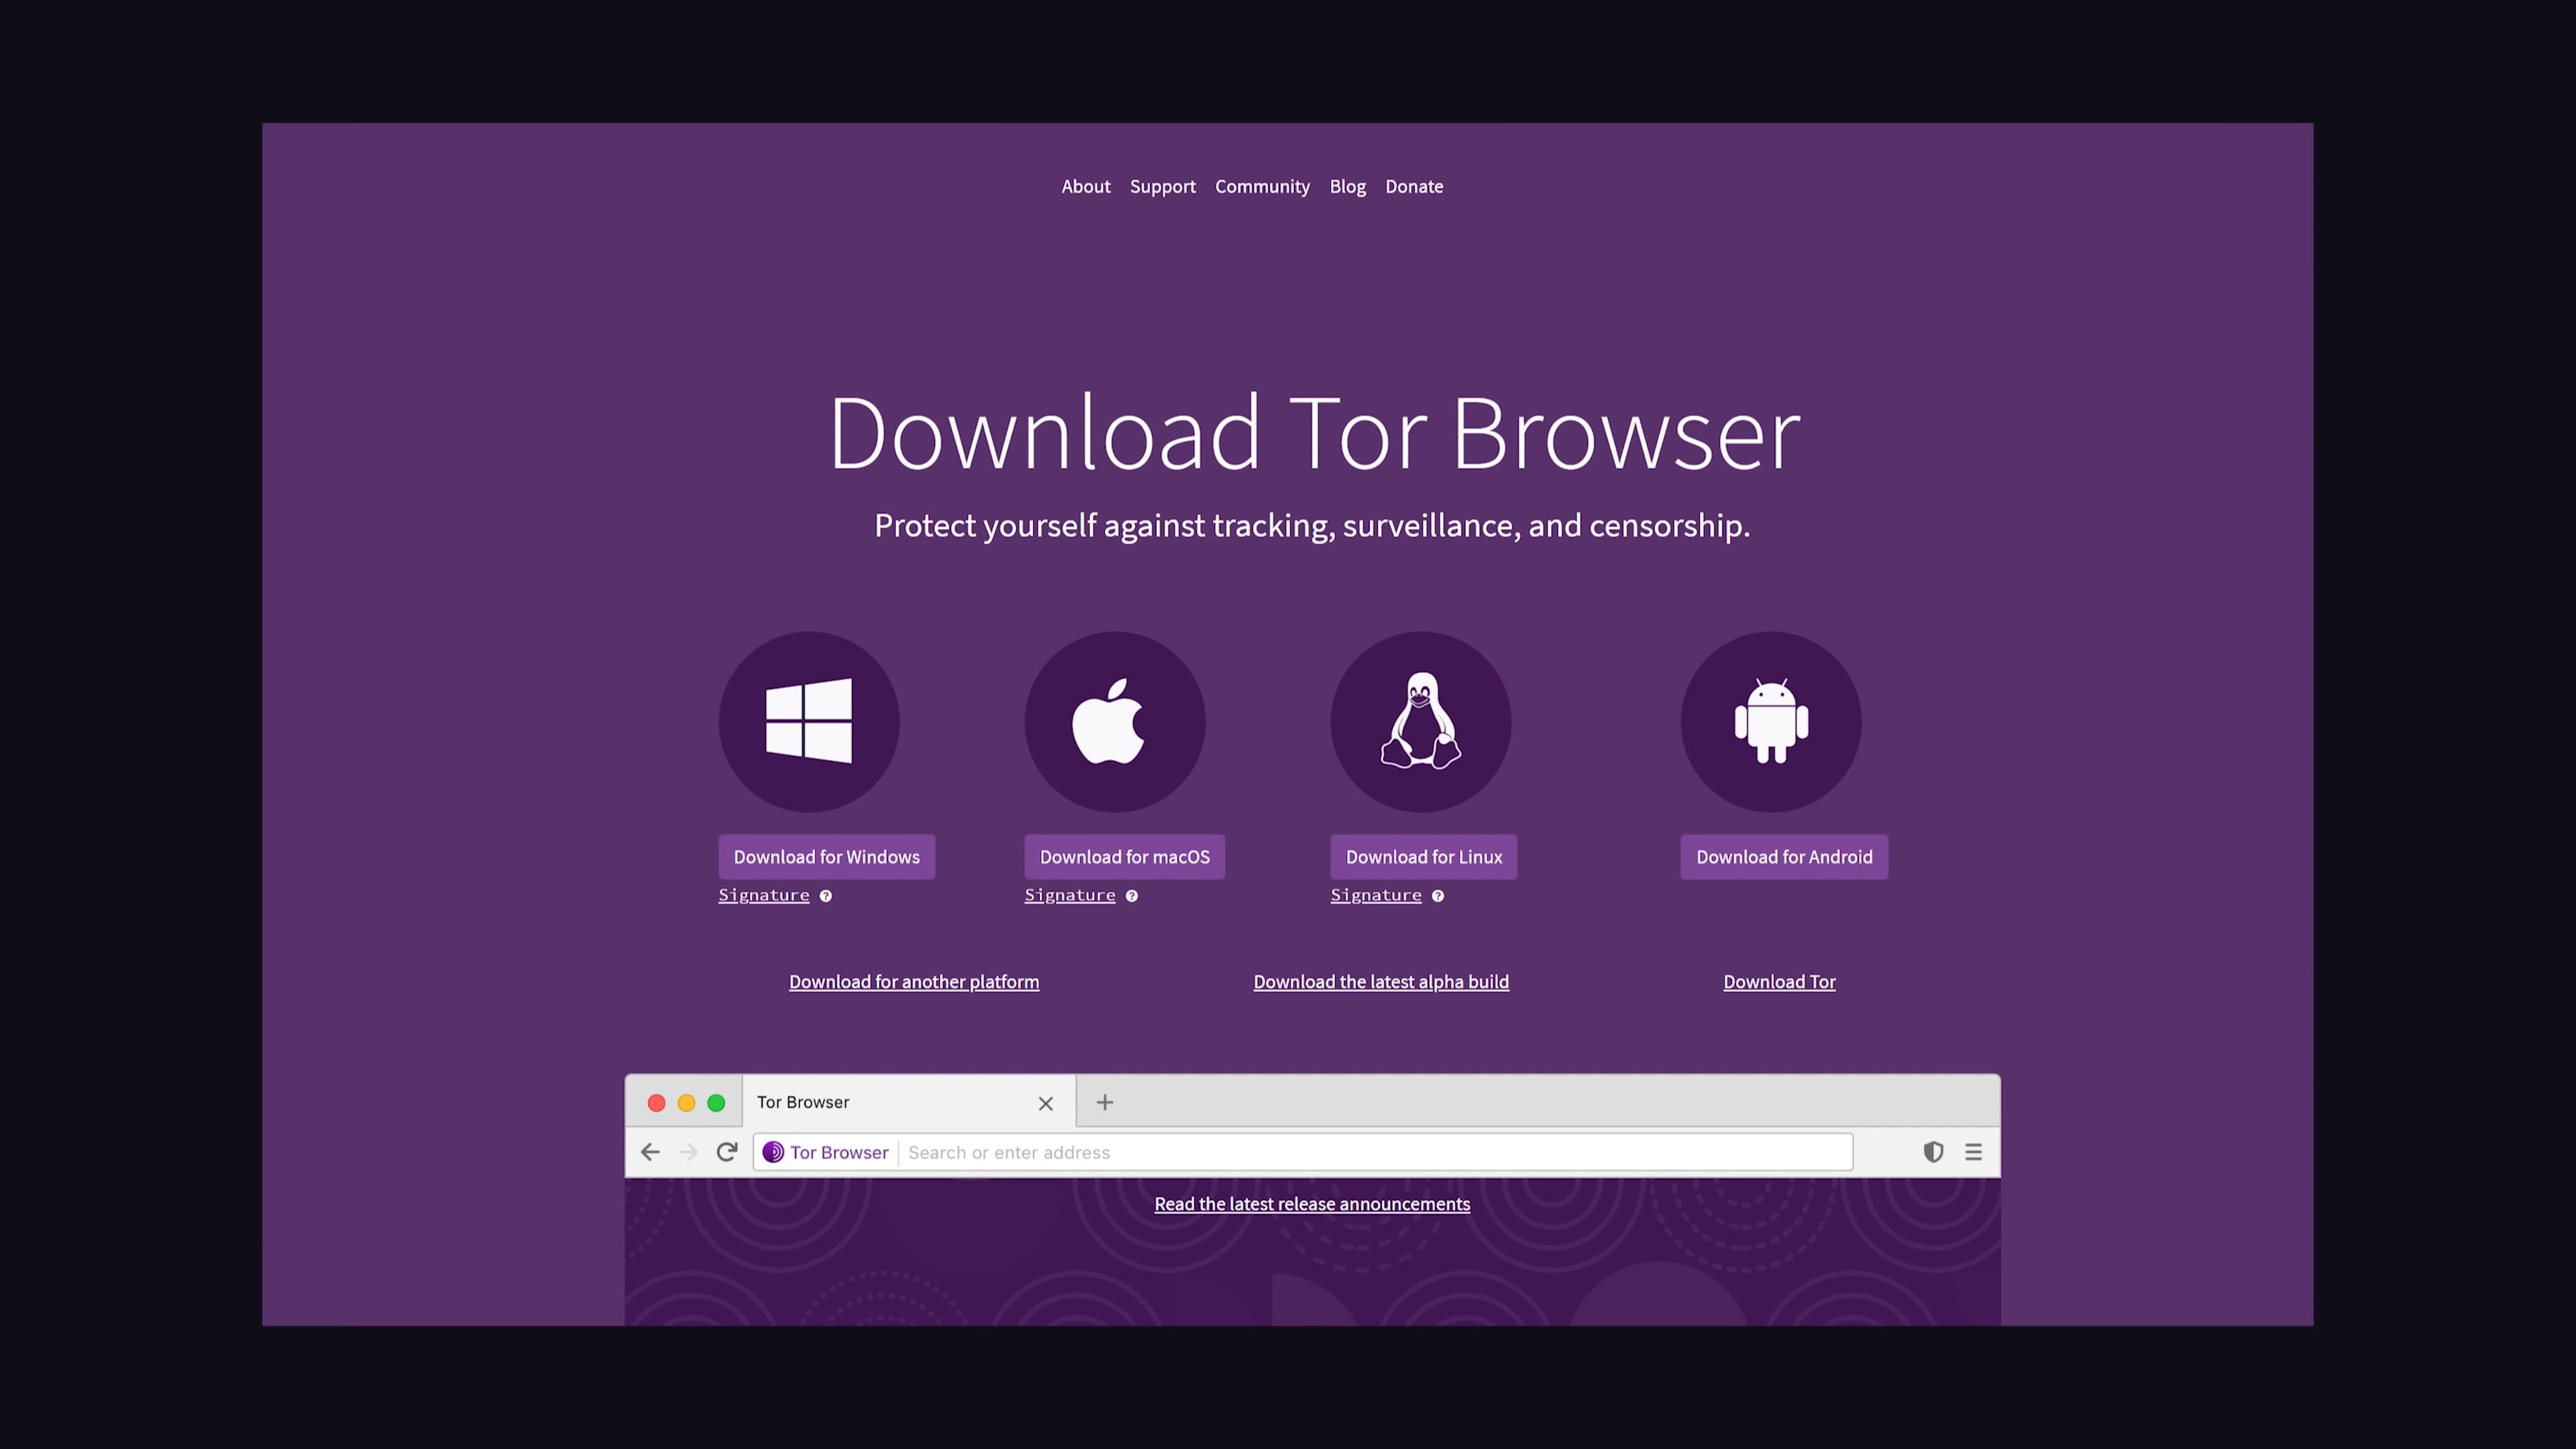 About Support Community Blog Donate
Download Tor Browser
Protect yourself against tracking, surveillance, and censorship.
Download for Windows Download for macOS Download for Linux Download for Android
Signature ? Signature ? Signature ?
Download for another platform Download the latest alpha build Download Tor
Tor Browser
Tor Browser Search or enter address
Read the latest release announcements